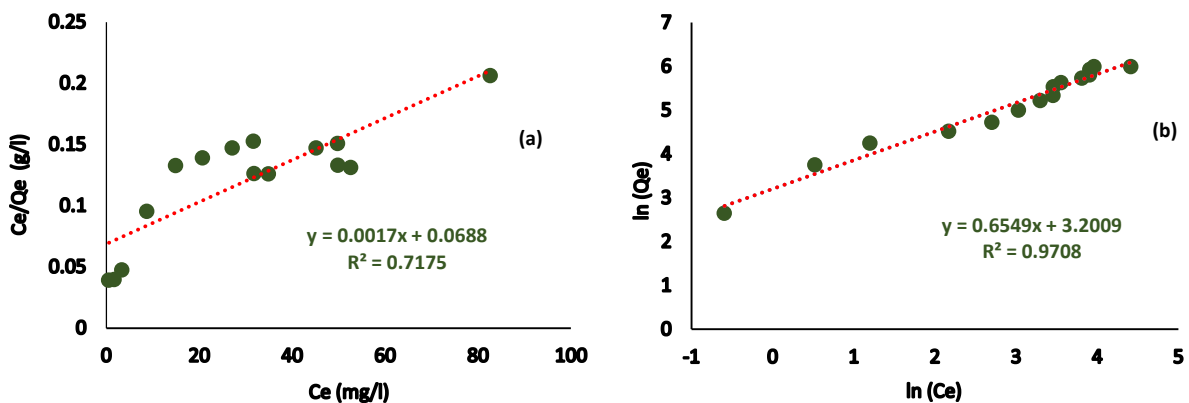 0.25
0.2
0.15
0.1
0.05
0
Ce/Qe (g/l)
(a)
y = 0.0017x + 0.0688
R² = 0.7175
0 20 40 60 80 100
Ce (mg/l)
7
6
5
4
3
2
1
0
ln (Qe)
(b)
y = 0.6549x + 3.2009
R² = 0.9708
-1 0 1 2 3 4 5
ln (Ce)